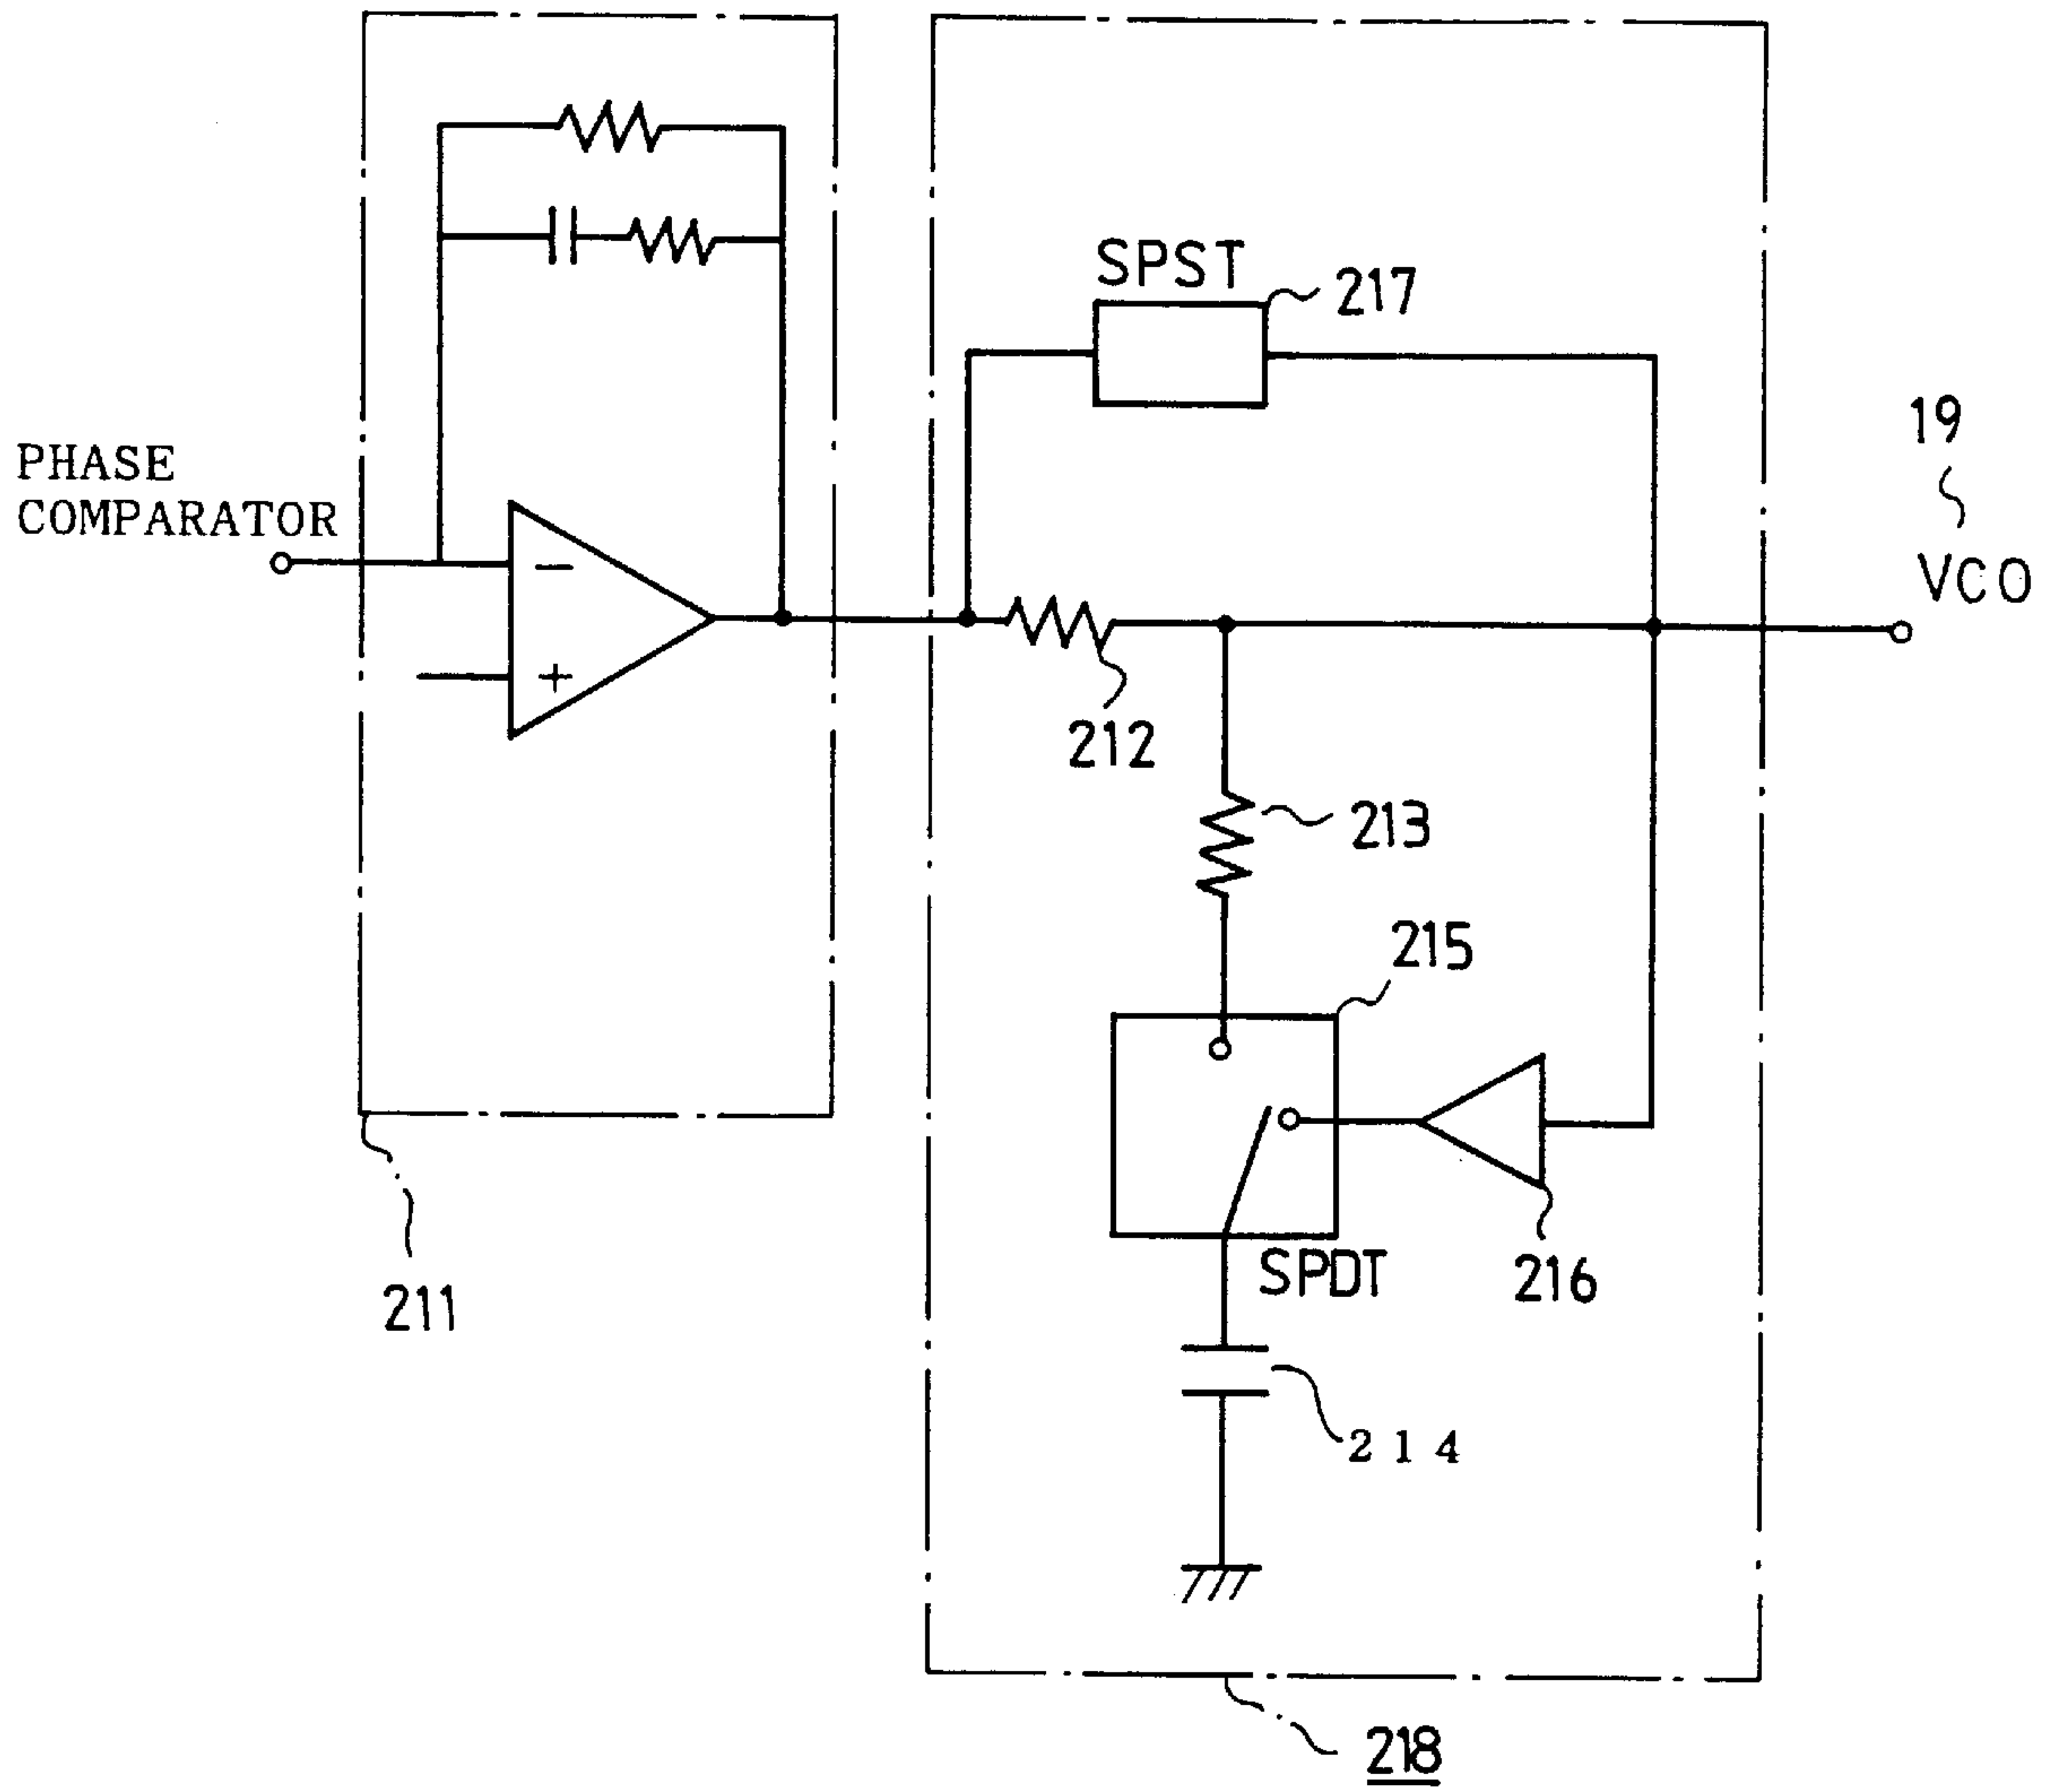 SPST
217
19
PHASE
COMPARATOR
VCO
−
+
212
213
215
SPDT
216
211
214
218